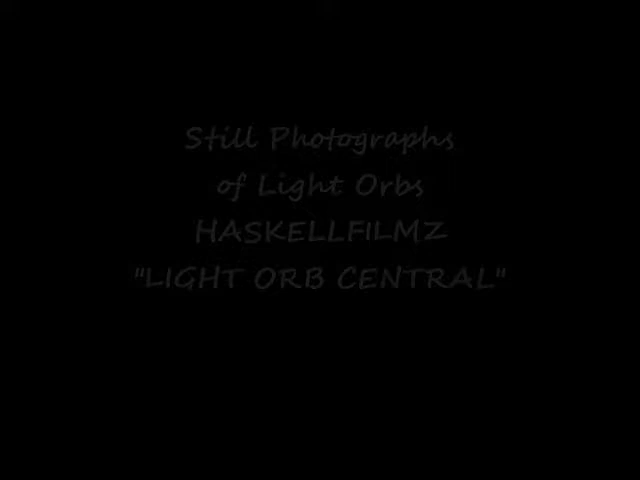 Still Photographs
of Light Orbs
HASKELLFILMZ
"LIGHT ORB CENTRAL"